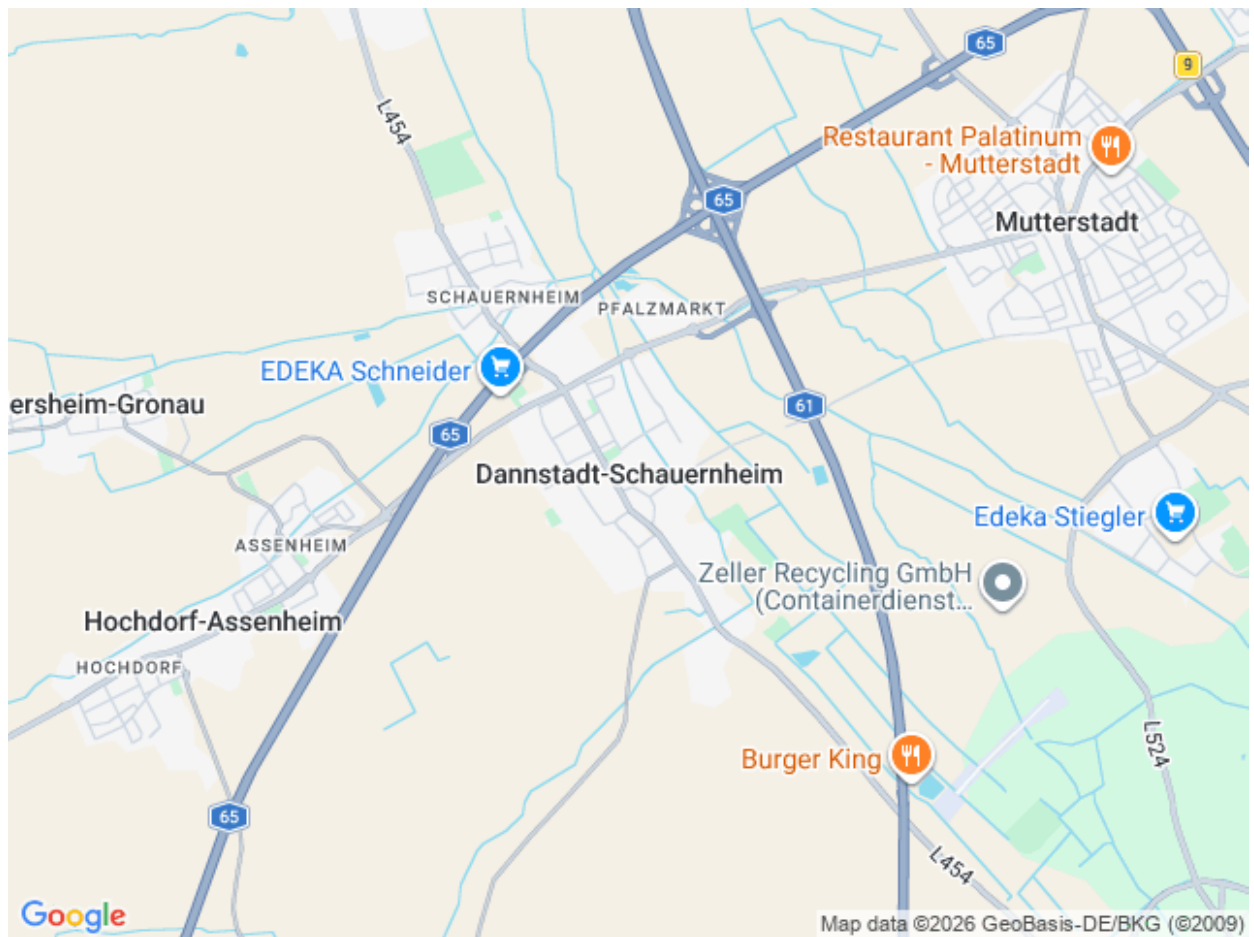 65
9
L454
Restaurant Palatinum
- Mutterstadt
65
Mutterstadt
SCHAUERNHEIM
PFALZMARKT
EDEKA Schneider
ersheim-Gronau
61
65
Dannstadt-Schauernheim
Edeka Stiegler
ASSENHEIM
Zeller Recycling GmbH
(Containerdienst...
Hochdorf-Assenheim
HOCHDORF
L524
Burger King
65
L454
Google
Map data ©2026 GeoBasis-DE/BKG (©2009)